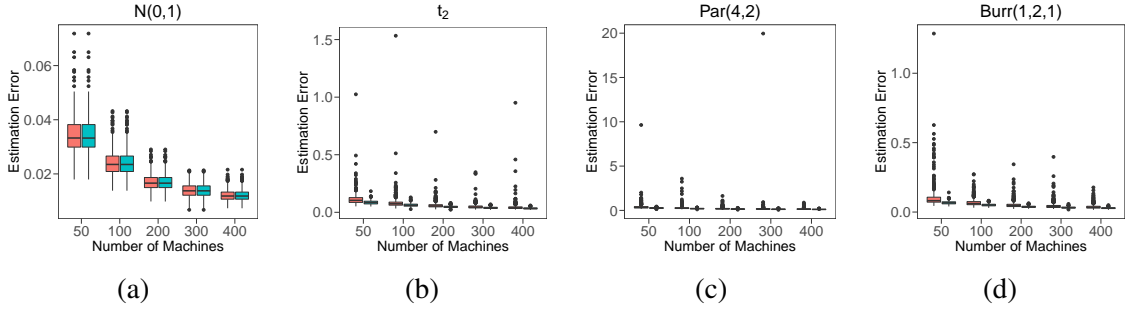 N(0,1)
Estimation Error
0.06
0.04
0.02
50 100 200 300 400
Number of Machines
(a)
t₂
Estimation Error
1.5
1.0
0.5
0.0
50 100 200 300 400
Number of Machines
(b)
Par(4,2)
Estimation Error
20
15
10
5
0
50 100 200 300 400
Number of Machines
(c)
Burr(1,2,1)
Estimation Error
1.0
0.5
0.0
50 100 200 300 400
Number of Machines
(d)